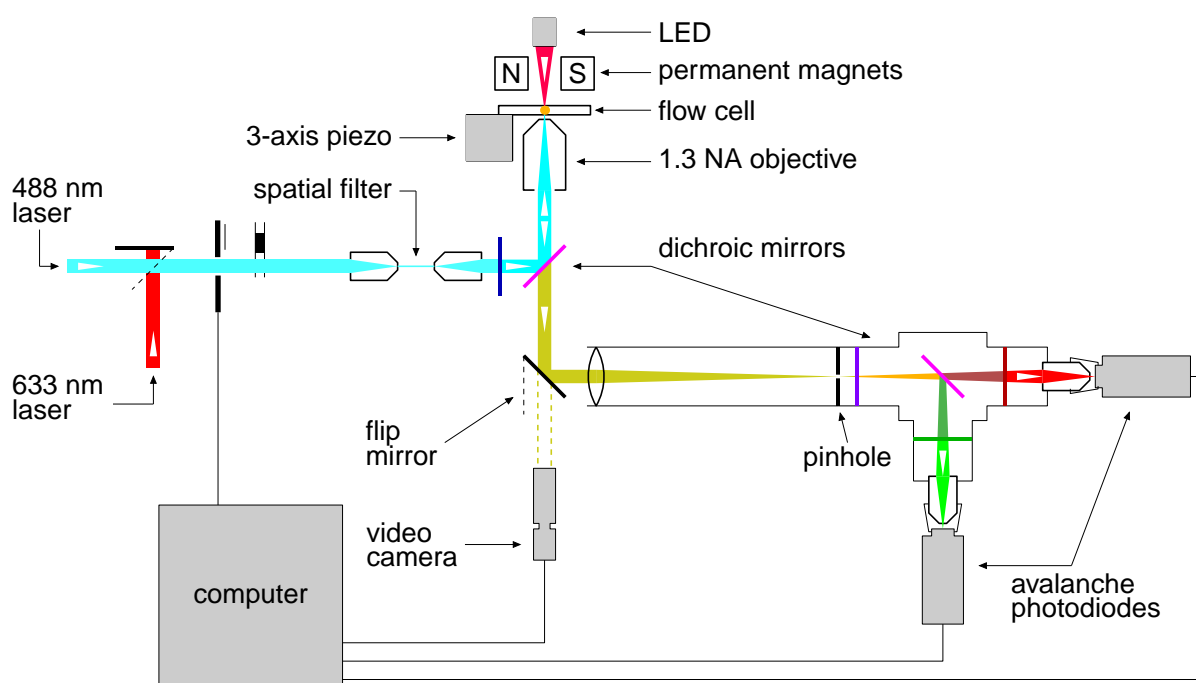 LED
N S
permanent magnets
flow cell
3-axis piezo
1.3 NA objective
488 nm
laser
spatial filter
dichroic mirrors
633 nm
laser
flip
mirror
pinhole
video
camera
computer
avalanche
photodiodes